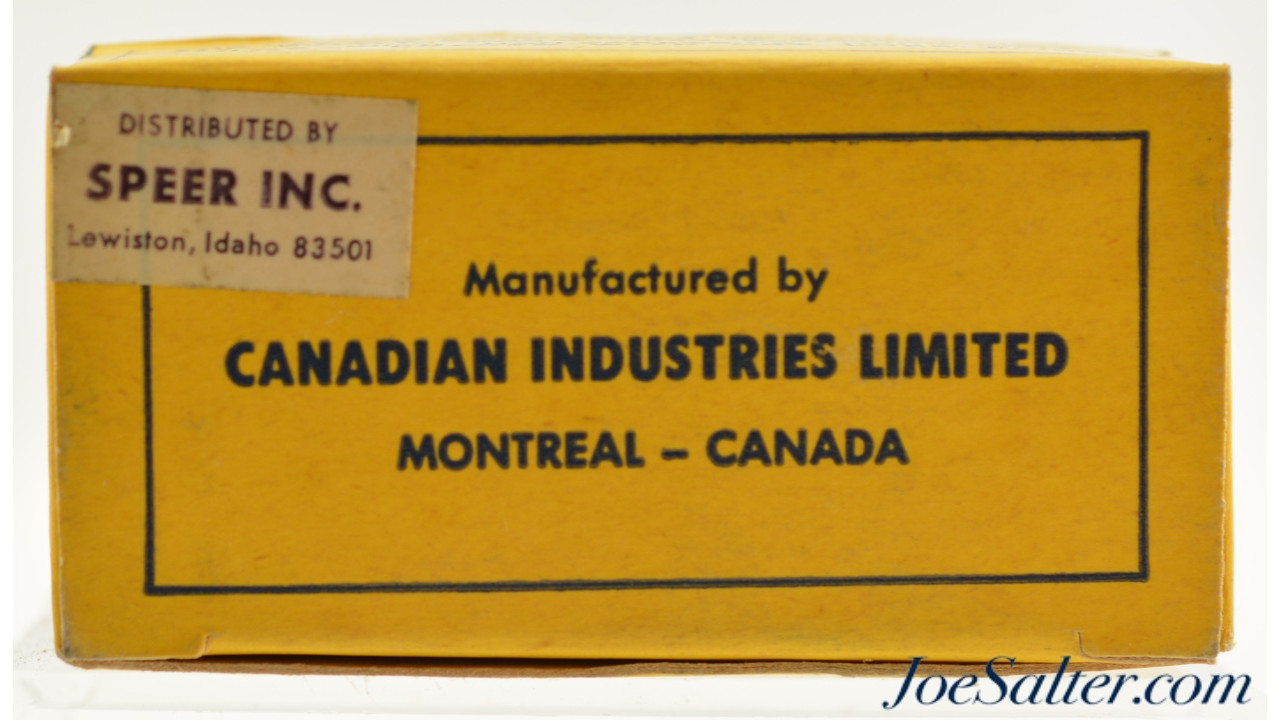 DISTRIBUTED BY
SPEER INC.
Lewiston, Idaho 83501
Manufactured by
CANADIAN INDUSTRIES LIMITED
MONTREAL – CANADA
JoeSalter.com